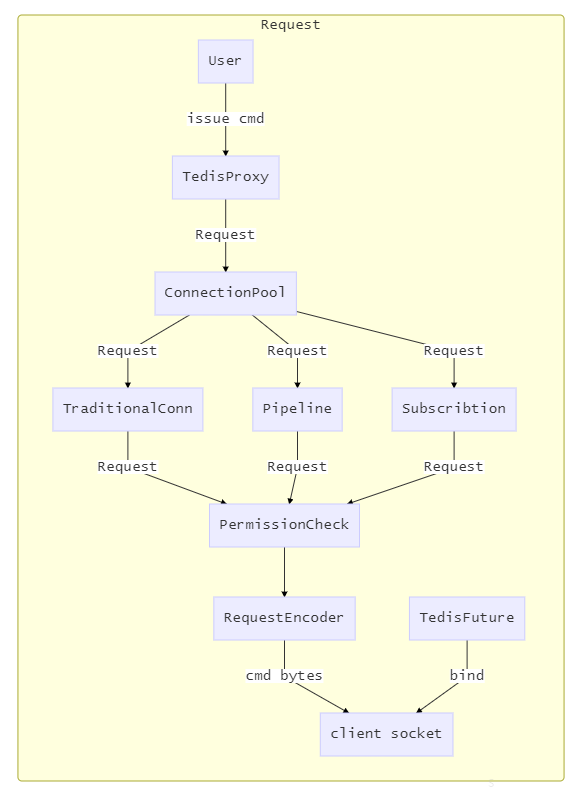 Request
User
issue cmd
TedisProxy
Request
ConnectionPool
Request Request Request
TraditionalConn Pipeline Subscribtion
Request Request Request
PermissionCheck
RequestEncoder TedisFuture
cmd bytes bind
client socket